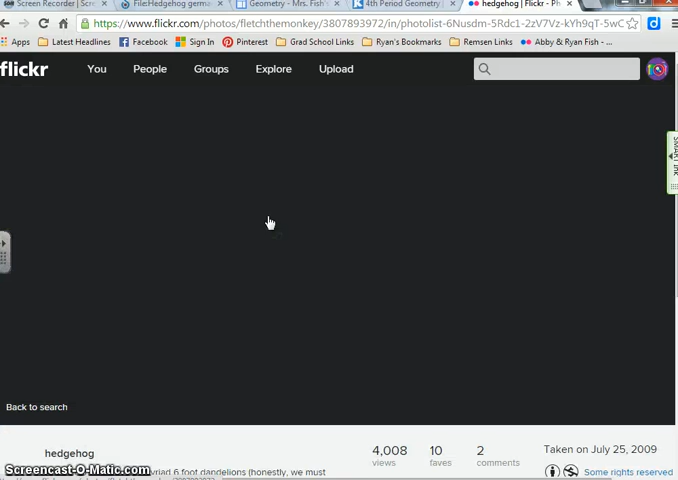 Screen Recorder | Scre
File:Hedgehog german
Geometry - Mrs. Fish'
4th Period Geometry |
hedgehog | Flickr - Ph
https://www.flickr.com/photos/fletchthemonkey/3807893972/in/photolist-6Nusdm-5Rdc1-2zV7Vz-kYh9qT-5wC
Apps
Latest Headlines
Facebook
Sign In
Pinterest
Grad School Links
Ryan's Bookmarks
Remsen Links
Abby & Ryan Fish - ...
flickr
You
People
Groups
Explore
Upload
SMART Ink
Back to search
hedgehog
4,008
views
10
faves
2
comments
Taken on July 25, 2009
Screencast-O-Matic.com
yriad 6 foot dandelions (honestly, we must
Some rights reserved